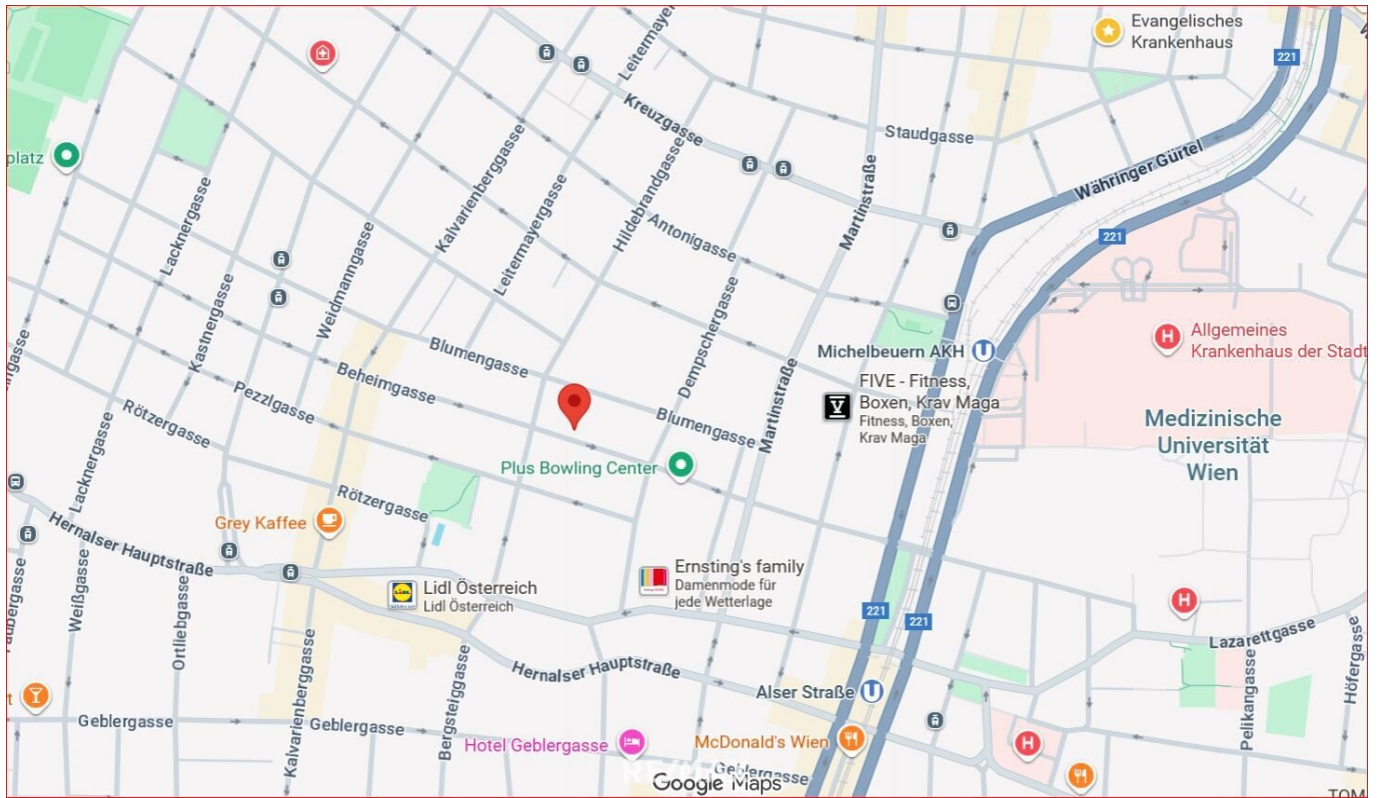 Evangelisches
Krankenhaus
221
Leitermayer
Kreuzgasse
Staudgasse
Währinger Gürtel
platz
Kalvarienberggasse
Hildebrandgasse
Martinstraße
Lacknergasse
Leitermayergasse
Antonigasse
221
Weidmanngasse
Kastnergasse
Dempschergasse
Allgemeines
Krankenhaus der Stadt
Michelbeuern AKH
Blumengasse
Beheimgasse
FIVE - Fitness,
Boxen, Krav Maga
Fitness, Boxen,
Krav Maga
Pezzlgasse
Rötzergasse
Martinstraße
Blumengasse
Medizinische
Universität
Wien
Lacknergasse
Plus Bowling Center
Rötzergasse
Grey Kaffee
Hernalser Hauptstraße
Ernsting's family
Damenmode für
jede Wetterlage
Lidl Österreich
Lidl Österreich
Weißgasse
Ortliebgasse
221
221
Lazarettgasse
Höfergasse
Hernalser Hauptstraße
Alser Straße
Pelikangasse
Kalvarienberggasse
Bergsteiggasse
Geblergasse
Geblergasse
Hotel Geblergasse
McDonald's Wien
Geblergasse
RE/MAX
Google Maps